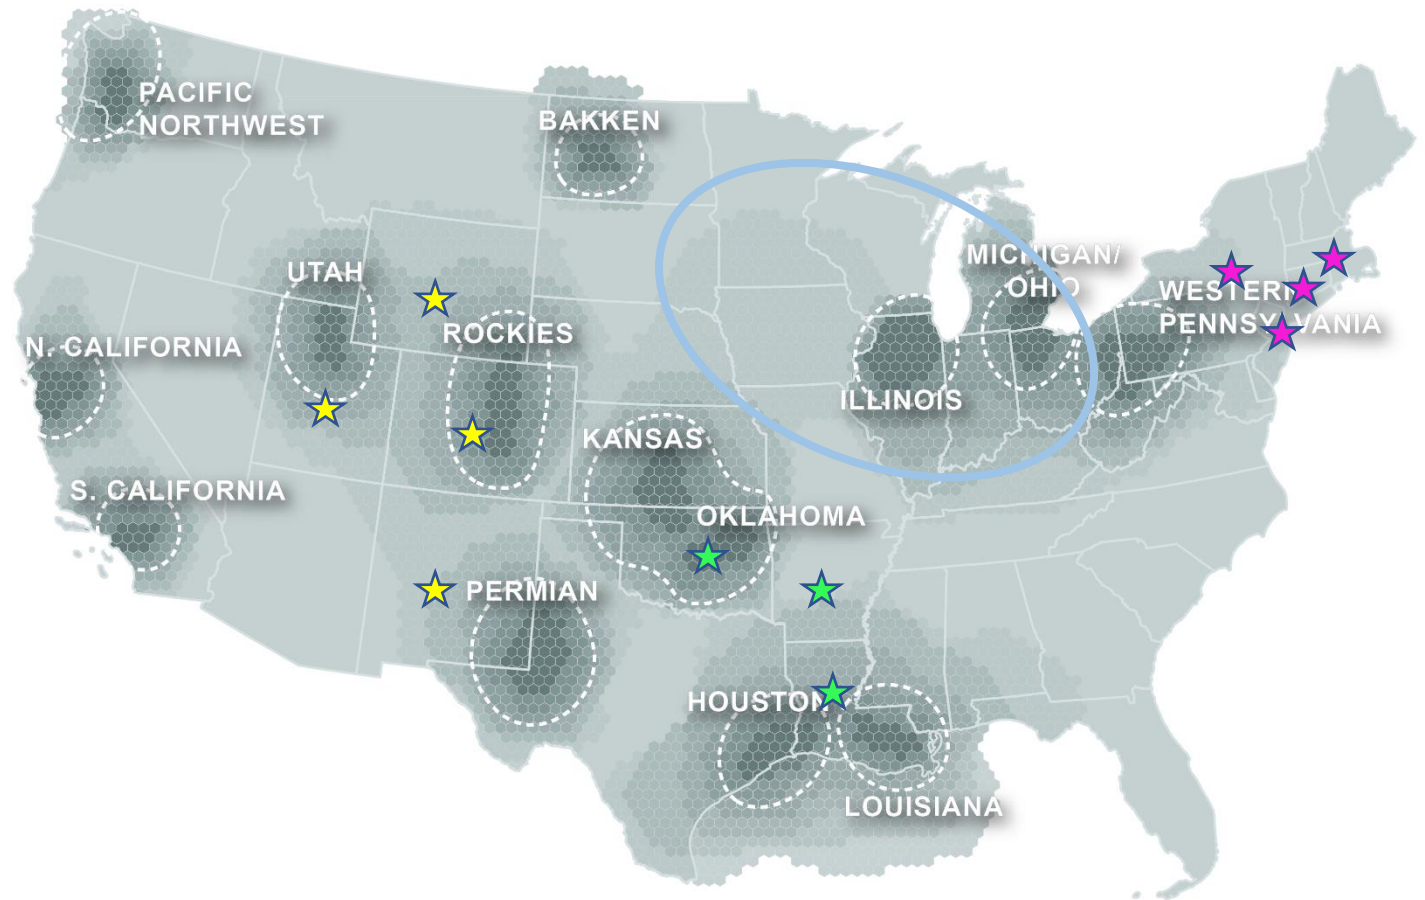 PACIFIC
NORTHWEST
BAKKEN
UTAH
ROCKIES
N. CALIFORNIA
S. CALIFORNIA
KANSAS
OKLAHOMA
PERMIAN
HOUSTON
LOUISIANA
ILLINOIS
MICHIGAN/
OHIO
WESTERN
PENNSYLVANIA